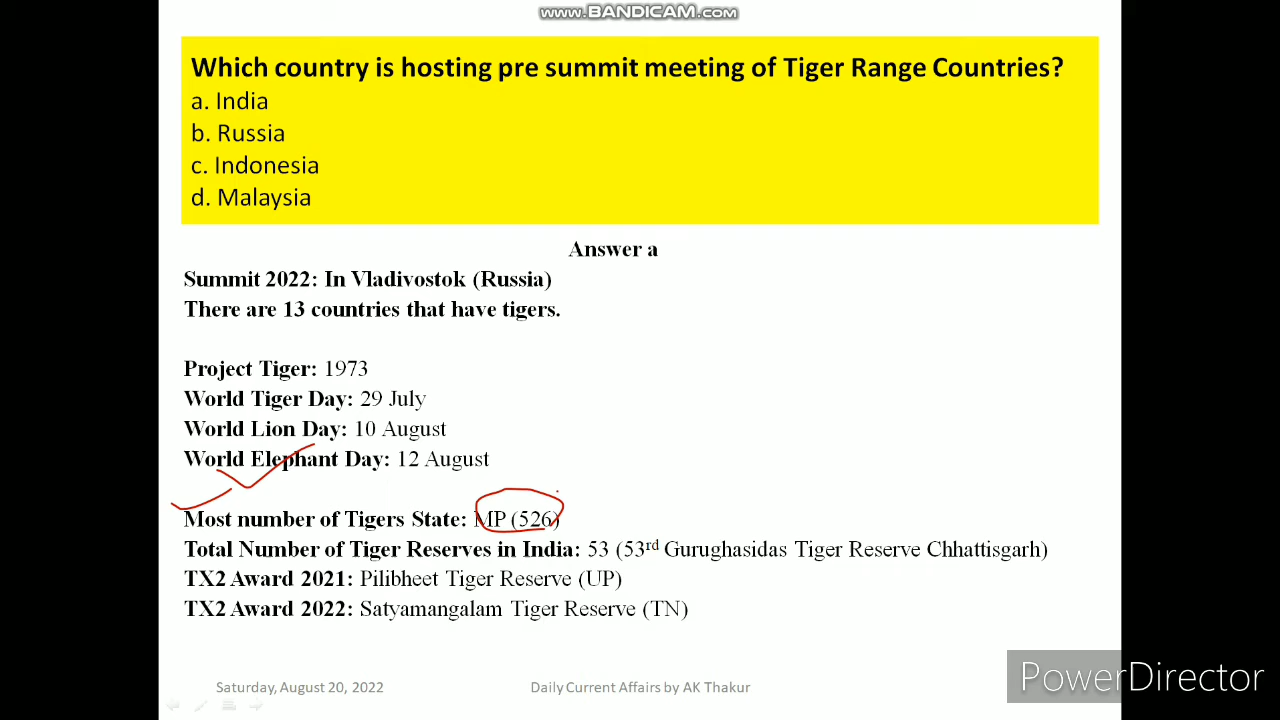 www.BANDICAM.com
Which country is hosting pre summit meeting of Tiger Range Countries?
a. India
b. Russia
c. Indonesia
d. Malaysia
Answer a
Summit 2022: In Vladivostok (Russia)
There are 13 countries that have tigers.
Project Tiger: 1973
World Tiger Day: 29 July
World Lion Day: 10 August
World Elephant Day: 12 August
Most number of Tigers State: MP (526)
Total Number of Tiger Reserves in India: 53 (53rd Gurughasidas Tiger Reserve Chhattisgarh)
TX2 Award 2021: Pilibheet Tiger Reserve (UP)
TX2 Award 2022: Satyamangalam Tiger Reserve (TN)
Saturday, August 20, 2022 Daily Current Affairs by AK Thakur
PowerDirector